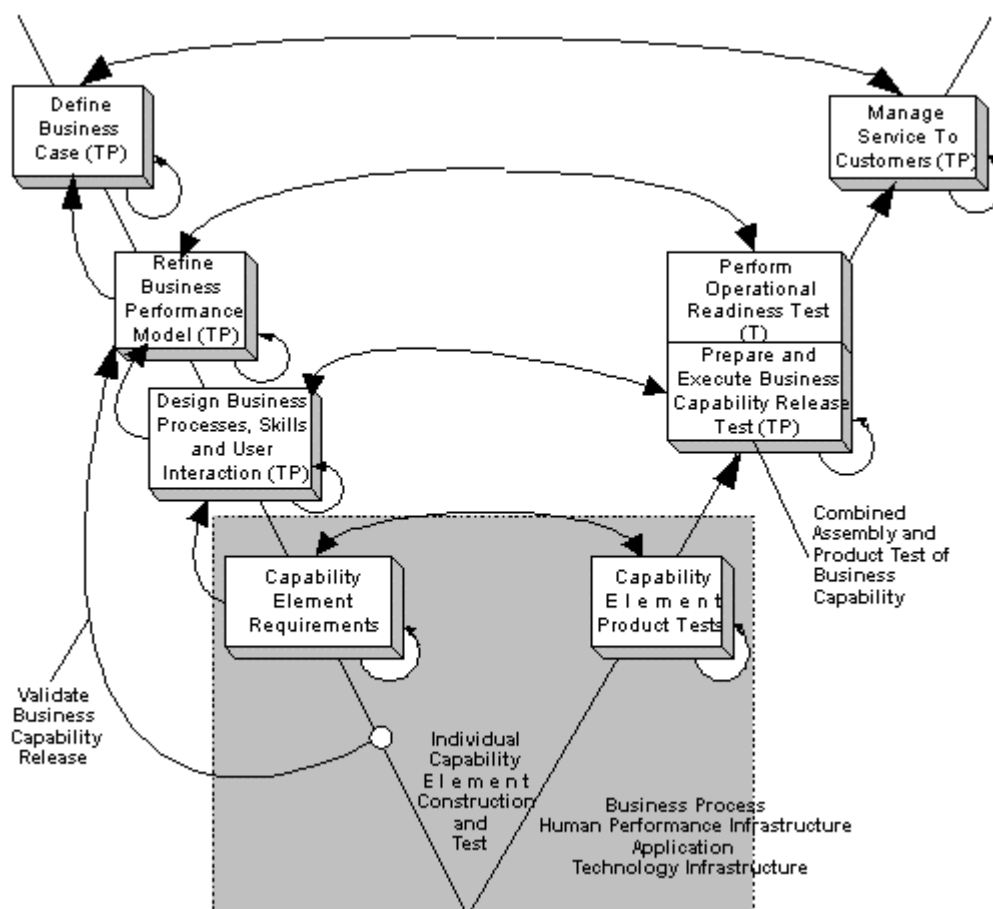 Define
Business
Case (TP)
Manage
Service To
Customers (TP)
Refine
Business
Performance
Model (TP)
Perform
Operational
Readiness Test
(T)
Prepare and
Execute Business
Capability Release
Test (TP)
Design Business
Processes, Skills
and User
Interaction (TP)
Combined
Assembly and
Product Test of
Business
Capability
Capability
Element
Requirements
Capability
E l e m e n t
Product Tests
Validate
Business
Capability
Release
Individual
Capability
E l e m e n t
Construction
and
Test
Business Process
Human Performance Infrastructure
Application
Technology Infrastructure